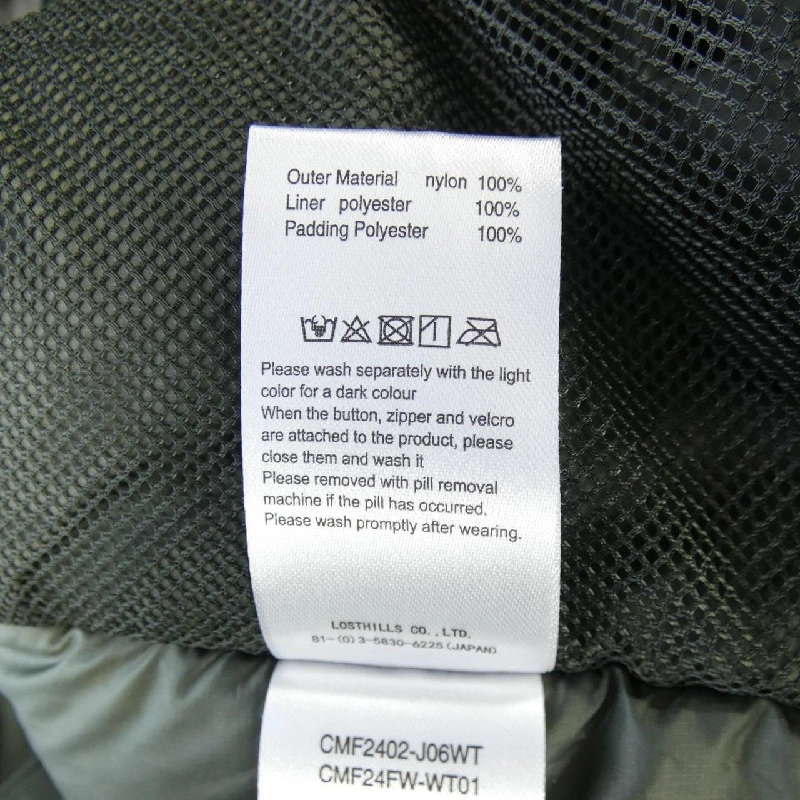 Outer Material nylon 100%
Liner polyester 100%
Padding Polyester 100%
Please wash separately with the light
color for a dark colour
When the button, zipper and velcro
are attached to the product, please
close them and wash it
Please removed with pill removal
machine if the pill has occurred.
Please wash promptly after wearing.
LOSTHILLS CO.,LTD.
81-(0)3-5830-6225 (JAPAN)
CMF2402-J06WT
CMF24FW-WT01